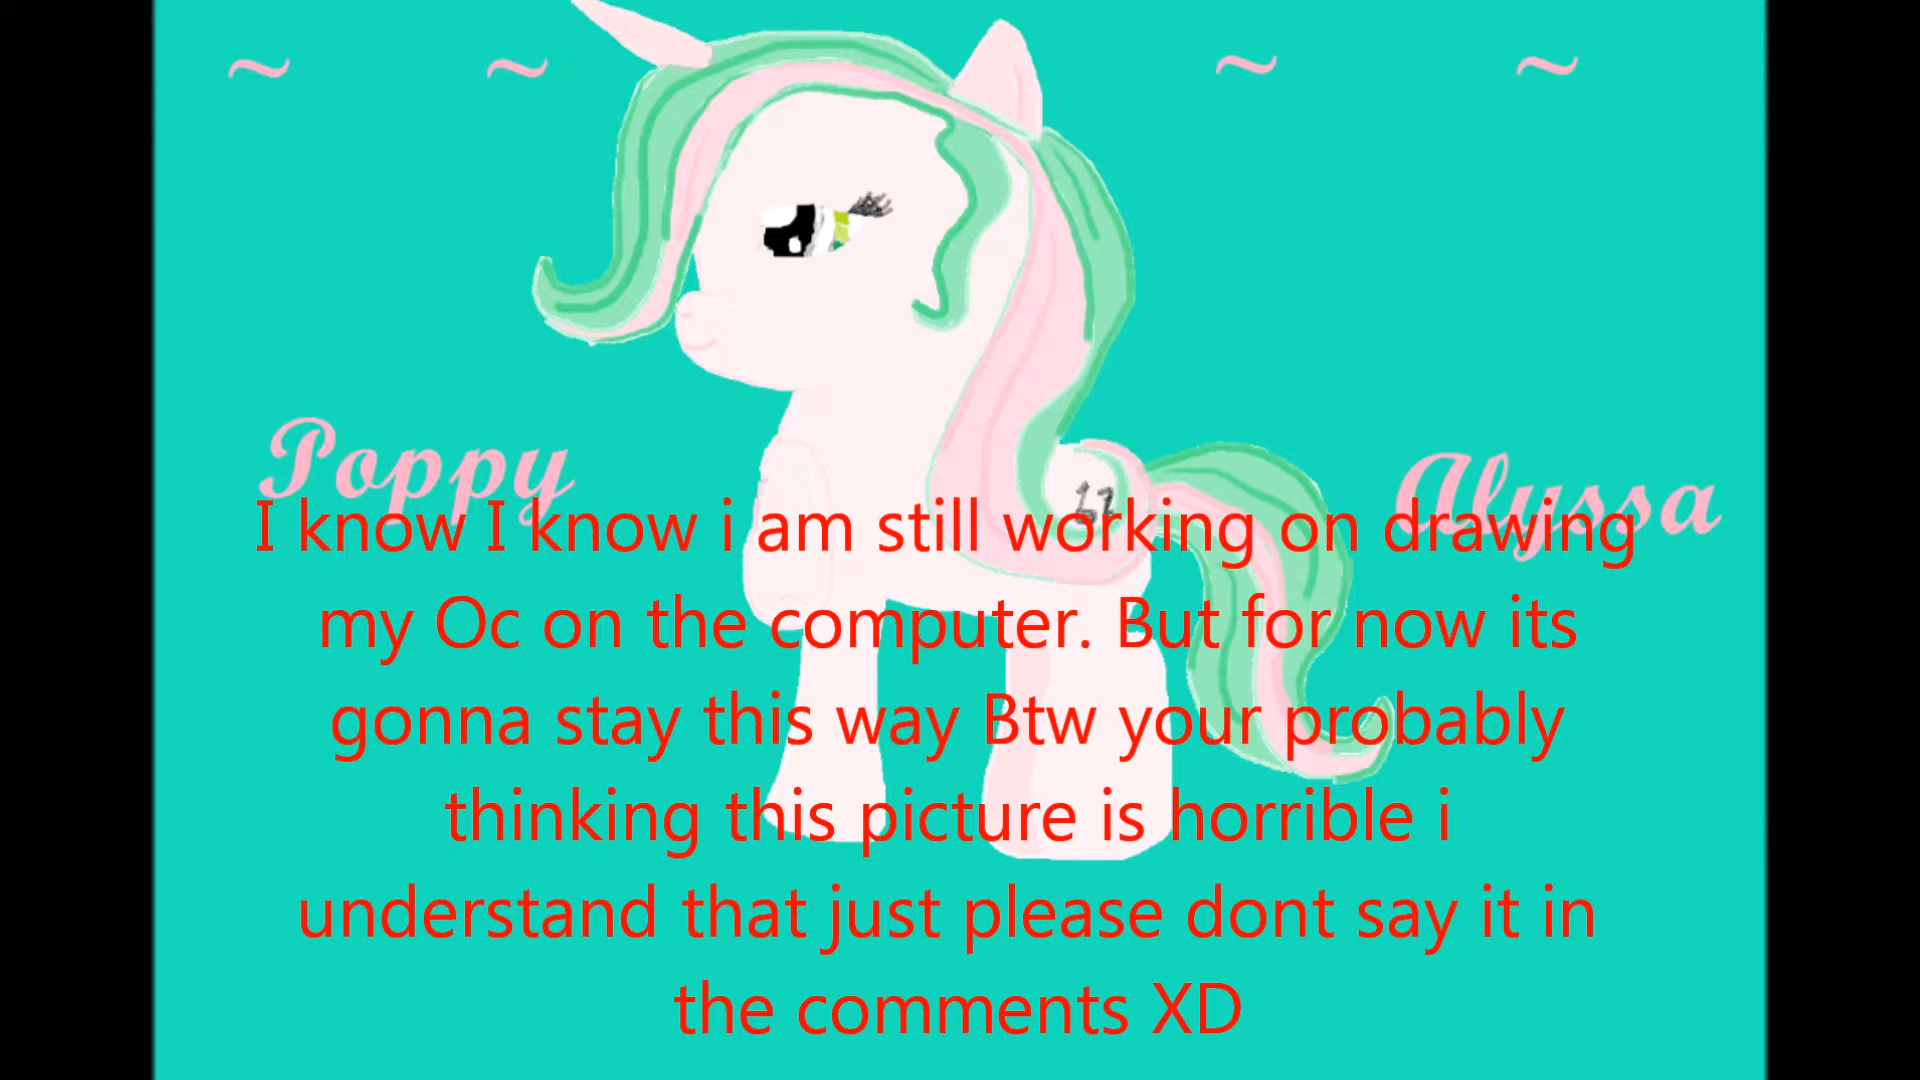 ~ ~ ~ ~
Poppy
Alyssa
I know I know i am still working on drawing
my Oc on the computer. But for now its
gonna stay this way Btw your probably
thinking this picture is horrible i
understand that just please dont say it in
the comments XD